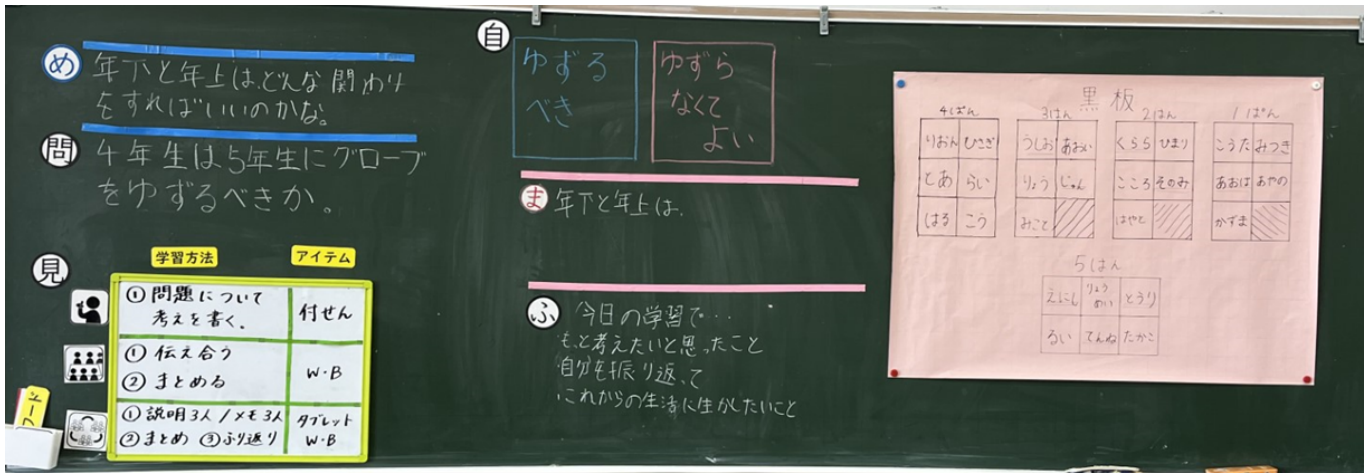 め
年下と年上は、どんな関わり
をすればいいのかな。
問
4年生は5年生にグローブ
をゆずるべきか。
見
学習方法 アイテム
①問題について
考えを書く。
付せん
①伝え合う
②まとめる
W・B
①説明3人/メモ3人
②まとめ ③ふり返り
タブレット
W・B
自
ゆずる
べき
ゆずら
なくて
よい
ま
年下と年上は、
ふ
今日の学習で…
・もっと考えたいと思ったこと
・自分を振り返って
・これからの生活に生かしたいこと
黒板
4はん
りおん ひさぎ
とあ らい
はる こう
3はん
うしお あおい
りょう じゅん
みこと
2はん
くらら ひまり
こころ そのみ
はやと
1ぱん
こうた みつき
あおは あやの
かずま
5はん
えにし りょう
めい とうり
るい てんね たかこ